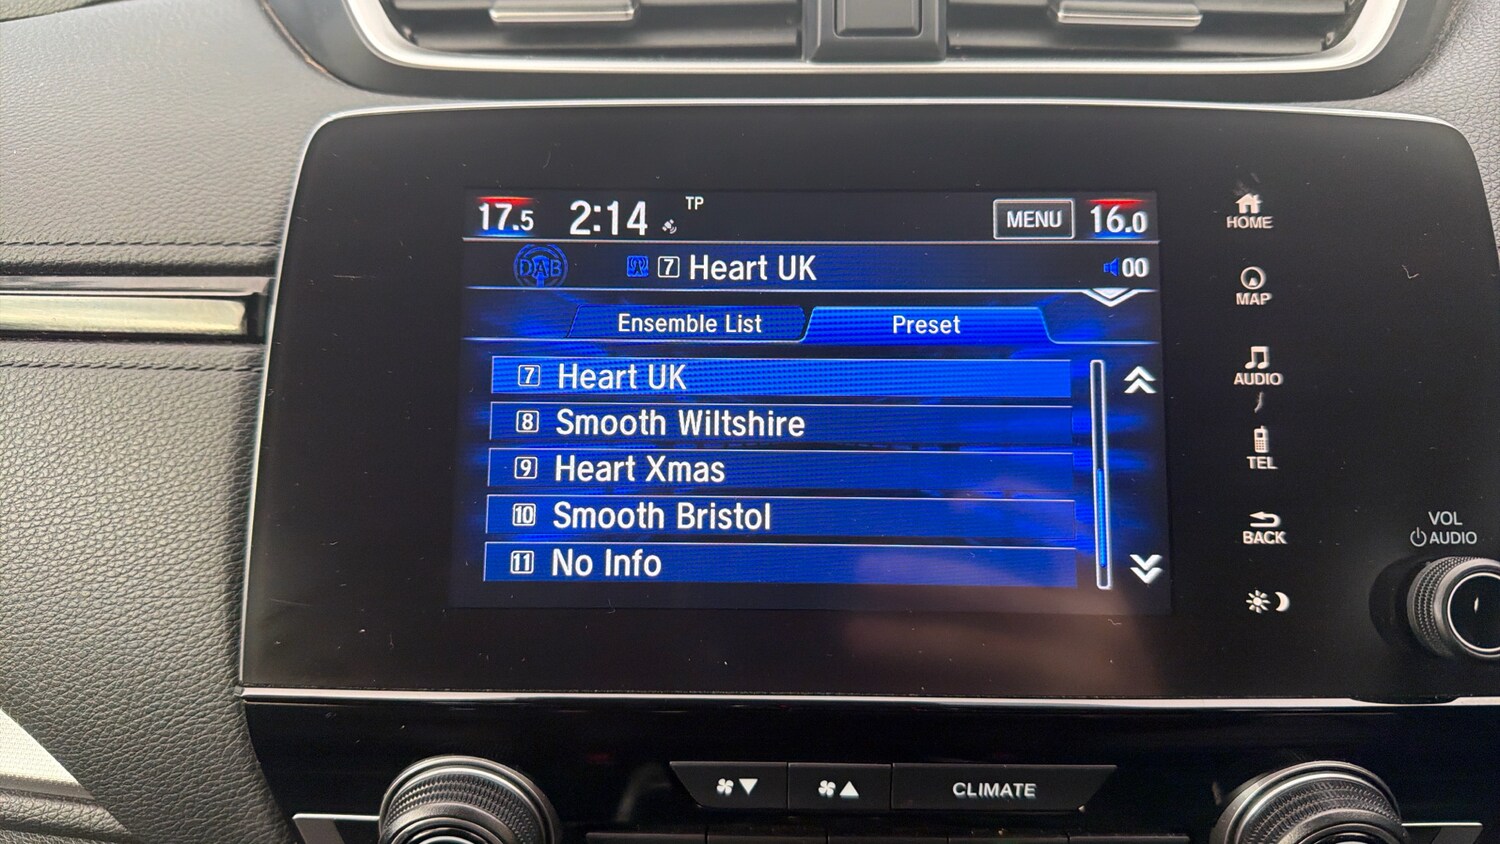 17.5 2:14 TP MENU 16.0
DAB 7 Heart UK 00
Ensemble List Preset
7 Heart UK
8 Smooth Wiltshire
9 Heart Xmas
10 Smooth Bristol
11 No Info
HOME
MAP
AUDIO
TEL
BACK
VOL
AUDIO
CLIMATE